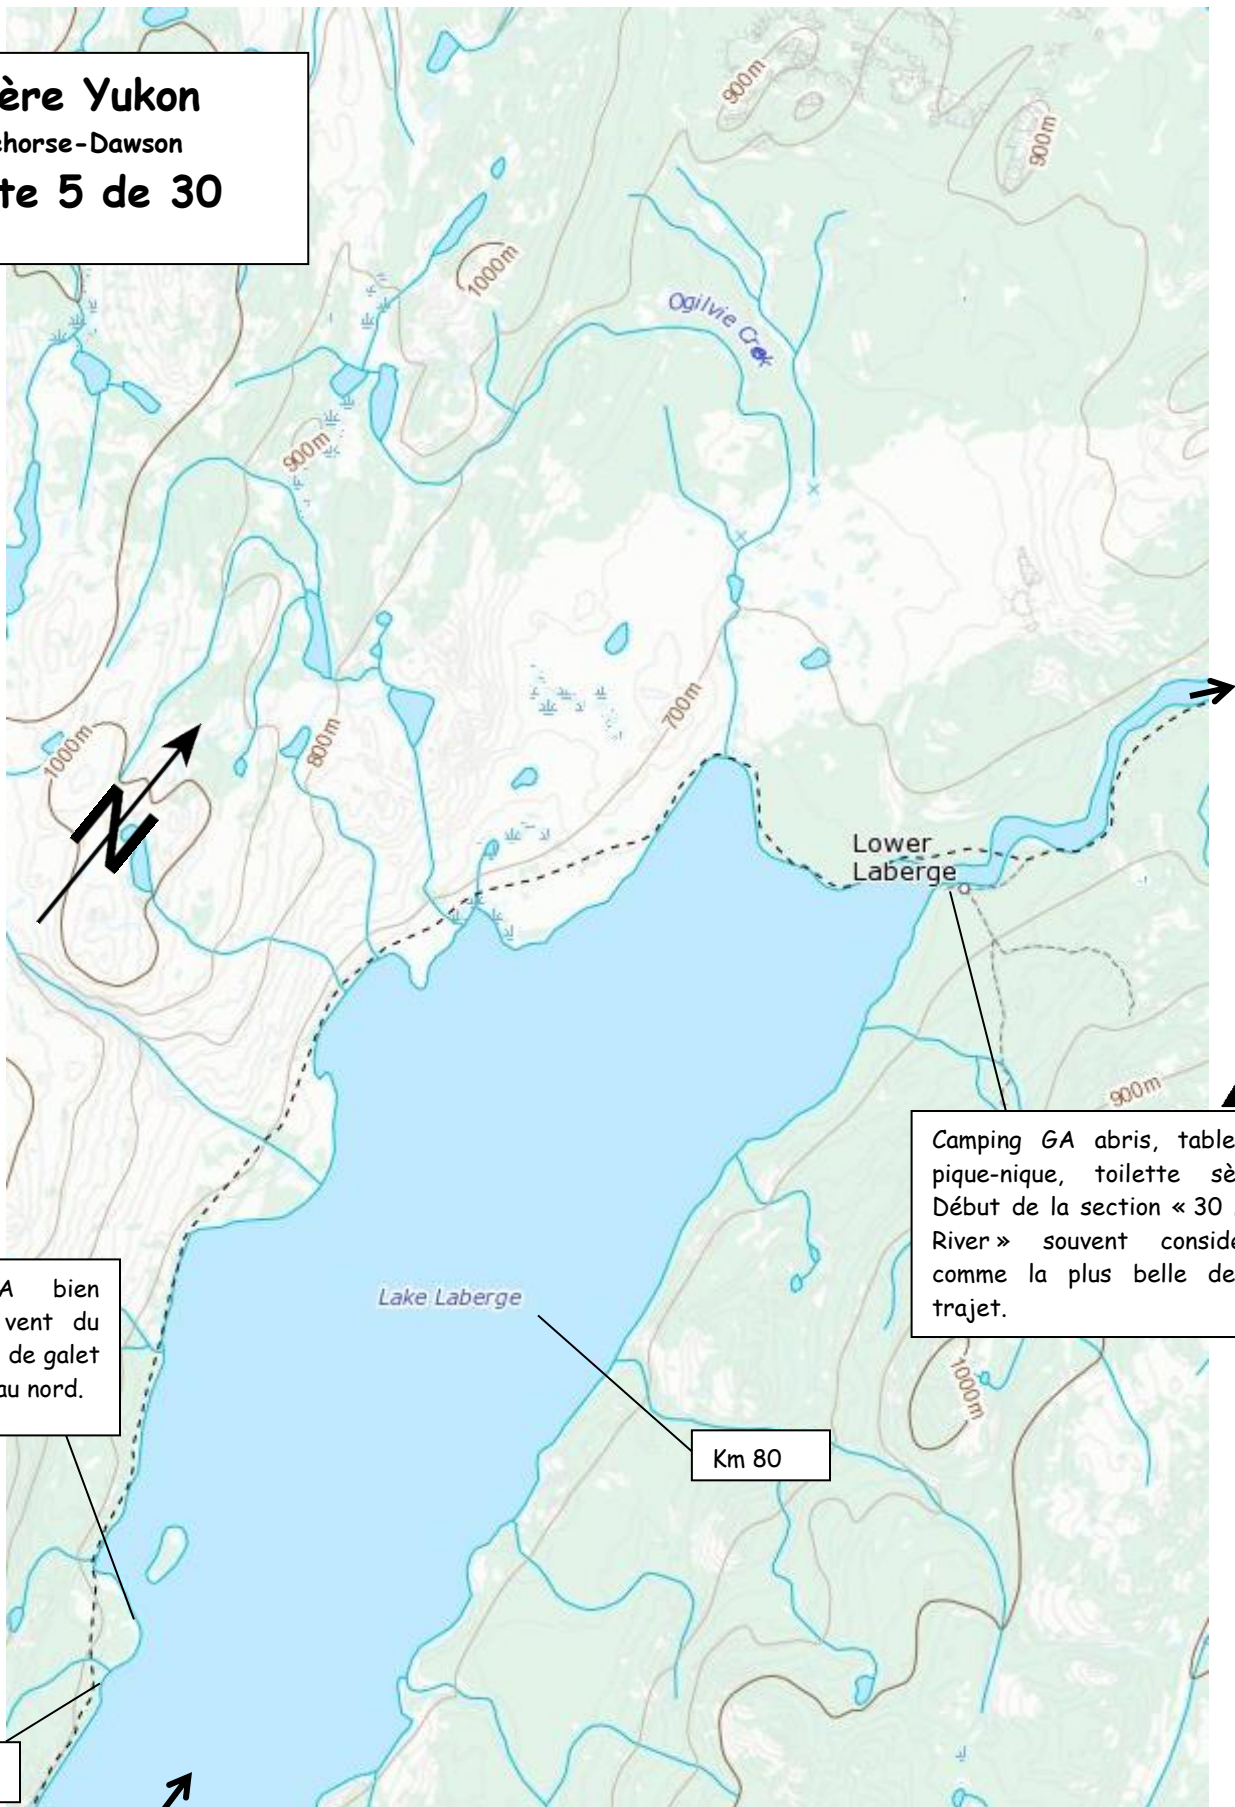 ère Yukon
ehorse-Dawson
te 5 de 30
900m
900m
1000m
Ogilvie Creek
900m
1000m
800m
700m
N
Lower
Laberge
900m
Camping GA abris, table
pique-nique, toilette sè
Début de la section « 30
River » souvent considé
comme la plus belle de
trajet.
A bien
vent du
de galet
au nord.
Lake Laberge
1000m
Km 80